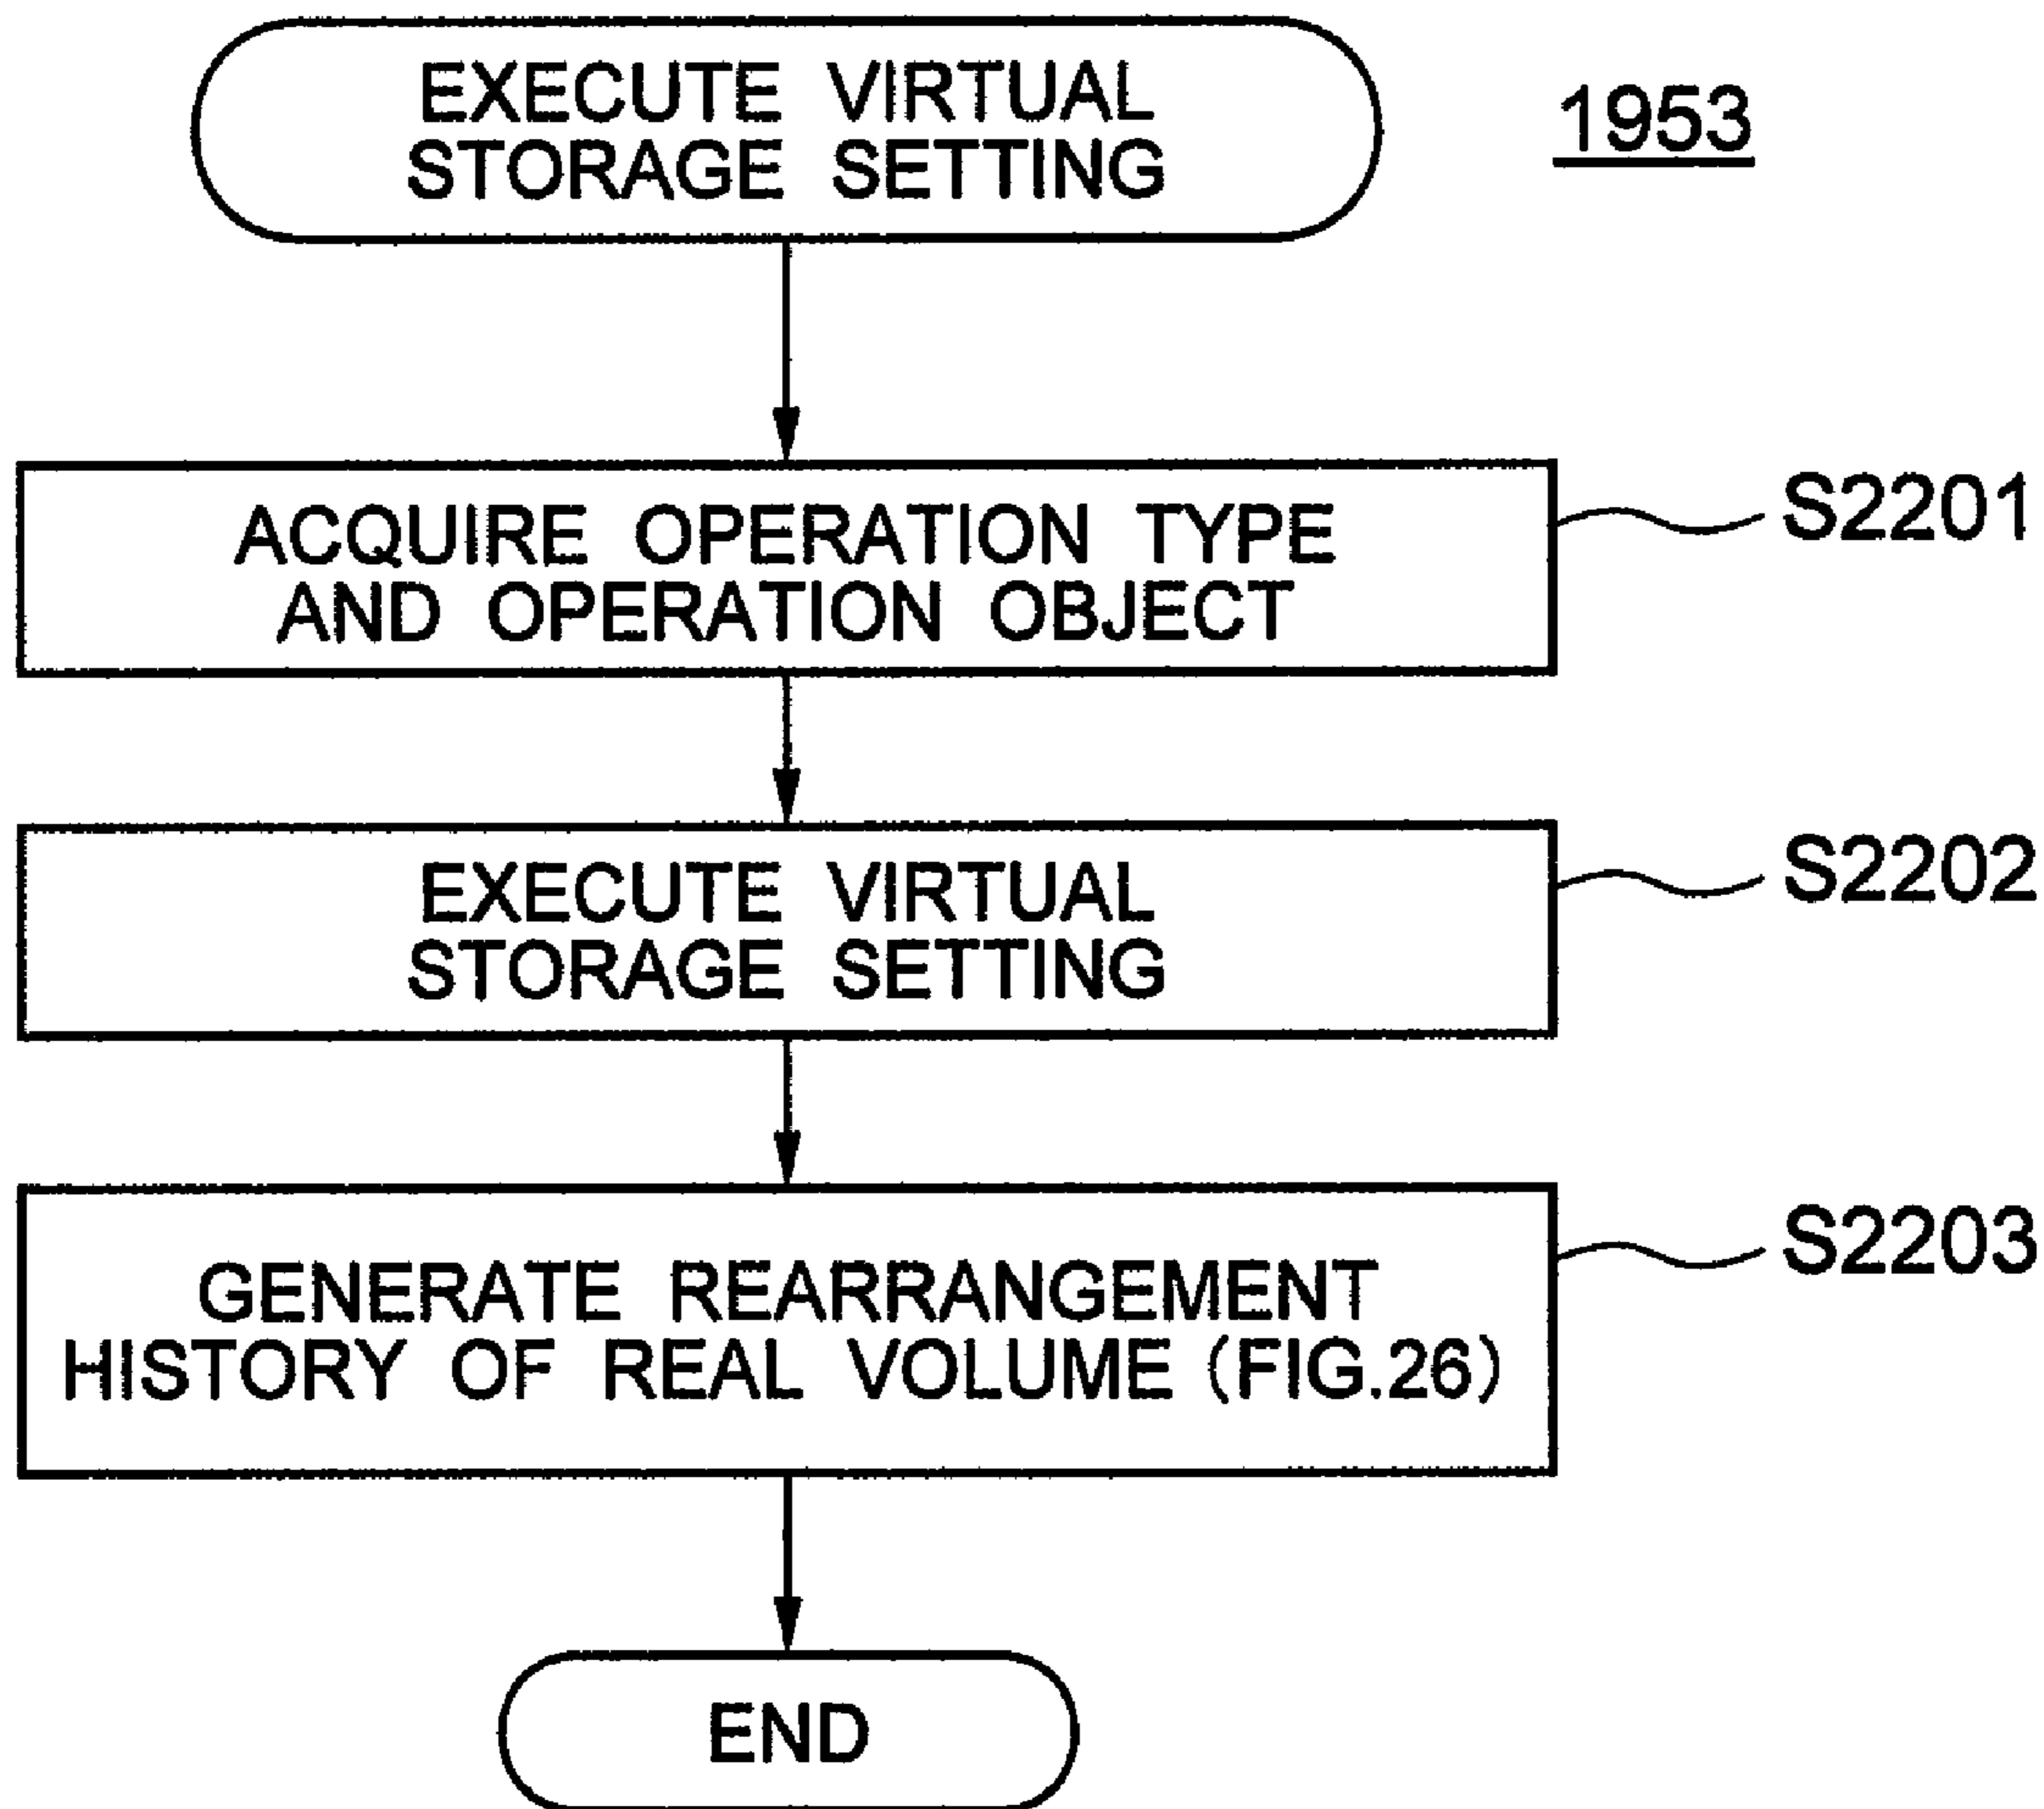 EXECUTE VIRTUAL
STORAGE SETTING
1953
ACQUIRE OPERATION TYPE
AND OPERATION OBJECT
S2201
EXECUTE VIRTUAL
STORAGE SETTING
S2202
GENERATE REARRANGEMENT
HISTORY OF REAL VOLUME (FIG.26)
S2203
END